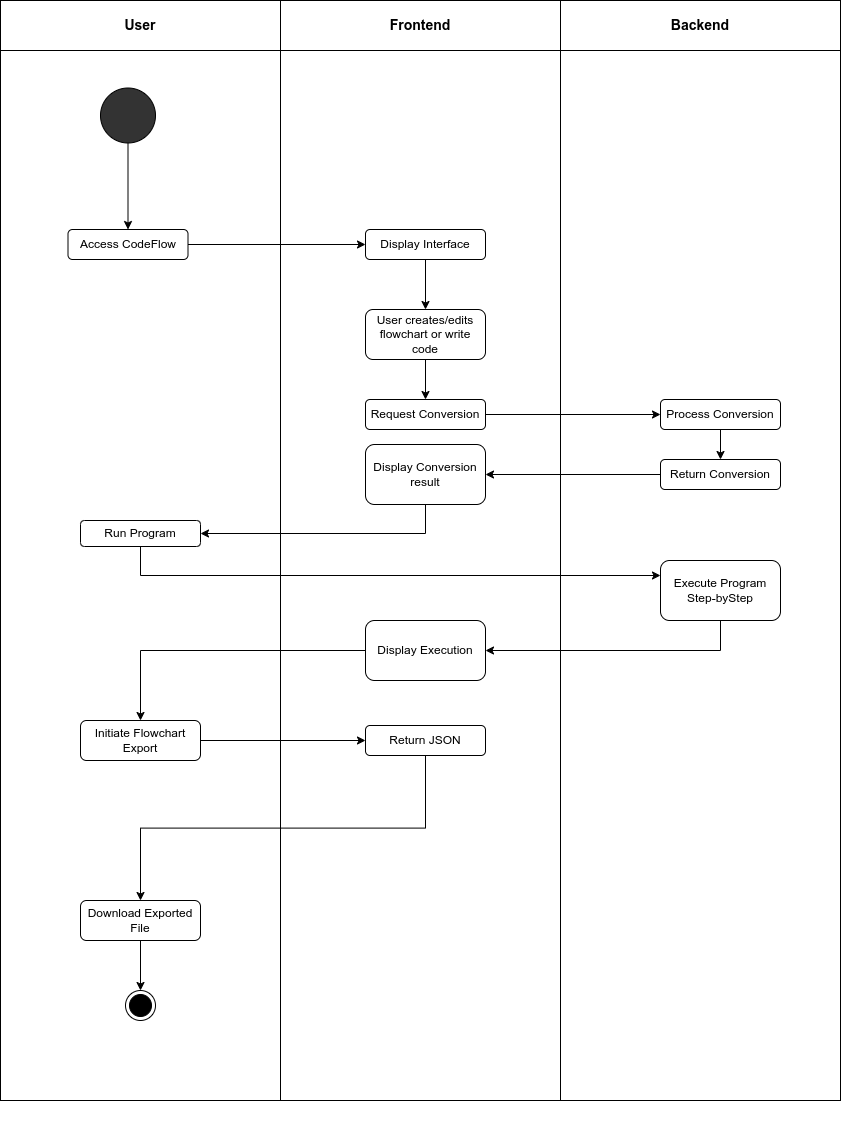 User
Frontend
Backend
Access CodeFlow
Display Interface
User creates/edits
flowchart or write
code
Request Conversion
Process Conversion
Display Conversion
result
Return Conversion
Run Program
Execute Program
Step-byStep
Display Execution
Initiate Flowchart
Export
Return JSON
Download Exported
File